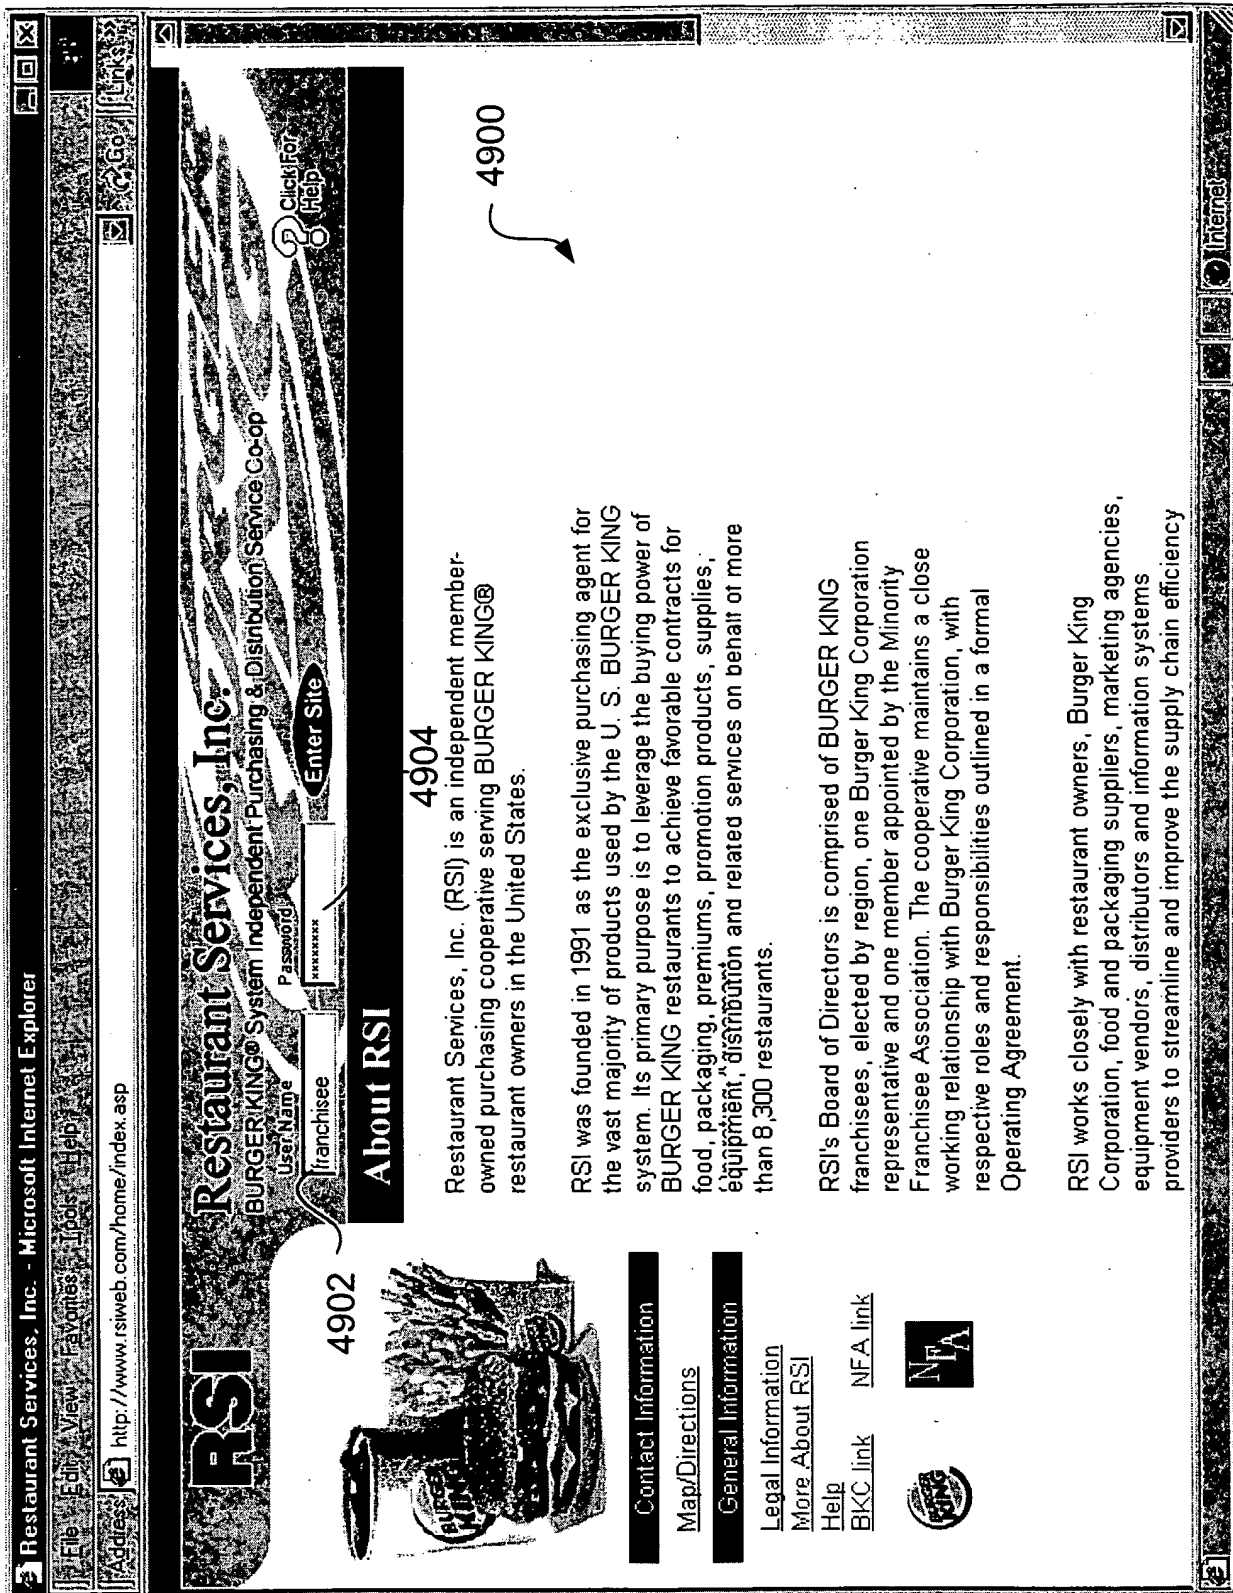 Restaurant Services, Inc. - Microsoft Internet Explorer
File Edit View Favorites Tools Help
Address http://www.rsiweb.com/home/index.asp Go Links
RSI
Restaurant Services, Inc.
BURGER KING® System Independent Purchasing & Distribution Service Co-op
User Name Password
franchisee ******** Enter Site
Click For
Help
About RSI
4902
4904
4900
BURGER
KING
Contact Information
Map/Directions
General Information
Legal Information
More About RSI
Help
BKC link NFA link
BURGER
KING
NFA
Restaurant Services, Inc. (RSI) is an independent member-
owned purchasing cooperative serving BURGER KING®
restaurant owners in the United States.
RSI was founded in 1991 as the exclusive purchasing agent for
the vast majority of products used by the U. S. BURGER KING
system. Its primary purpose is to leverage the buying power of
BURGER KING restaurants to achieve favorable contracts for
food, packaging, premiums, promotion products, supplies,
equipment, distribution and related services on behalf of more
than 8,300 restaurants.
RSI's Board of Directors is comprised of BURGER KING
franchisees, elected by region, one Burger King Corporation
representative and one member appointed by the Minority
Franchisee Association. The cooperative maintains a close
working relationship with Burger King Corporation, with
respective roles and responsibilities outlined in a formal
Operating Agreement.
RSI works closely with restaurant owners, Burger King
Corporation, food and packaging suppliers, marketing agencies,
equipment vendors, distributors and information systems
providers to streamline and improve the supply chain efficiency
Internet